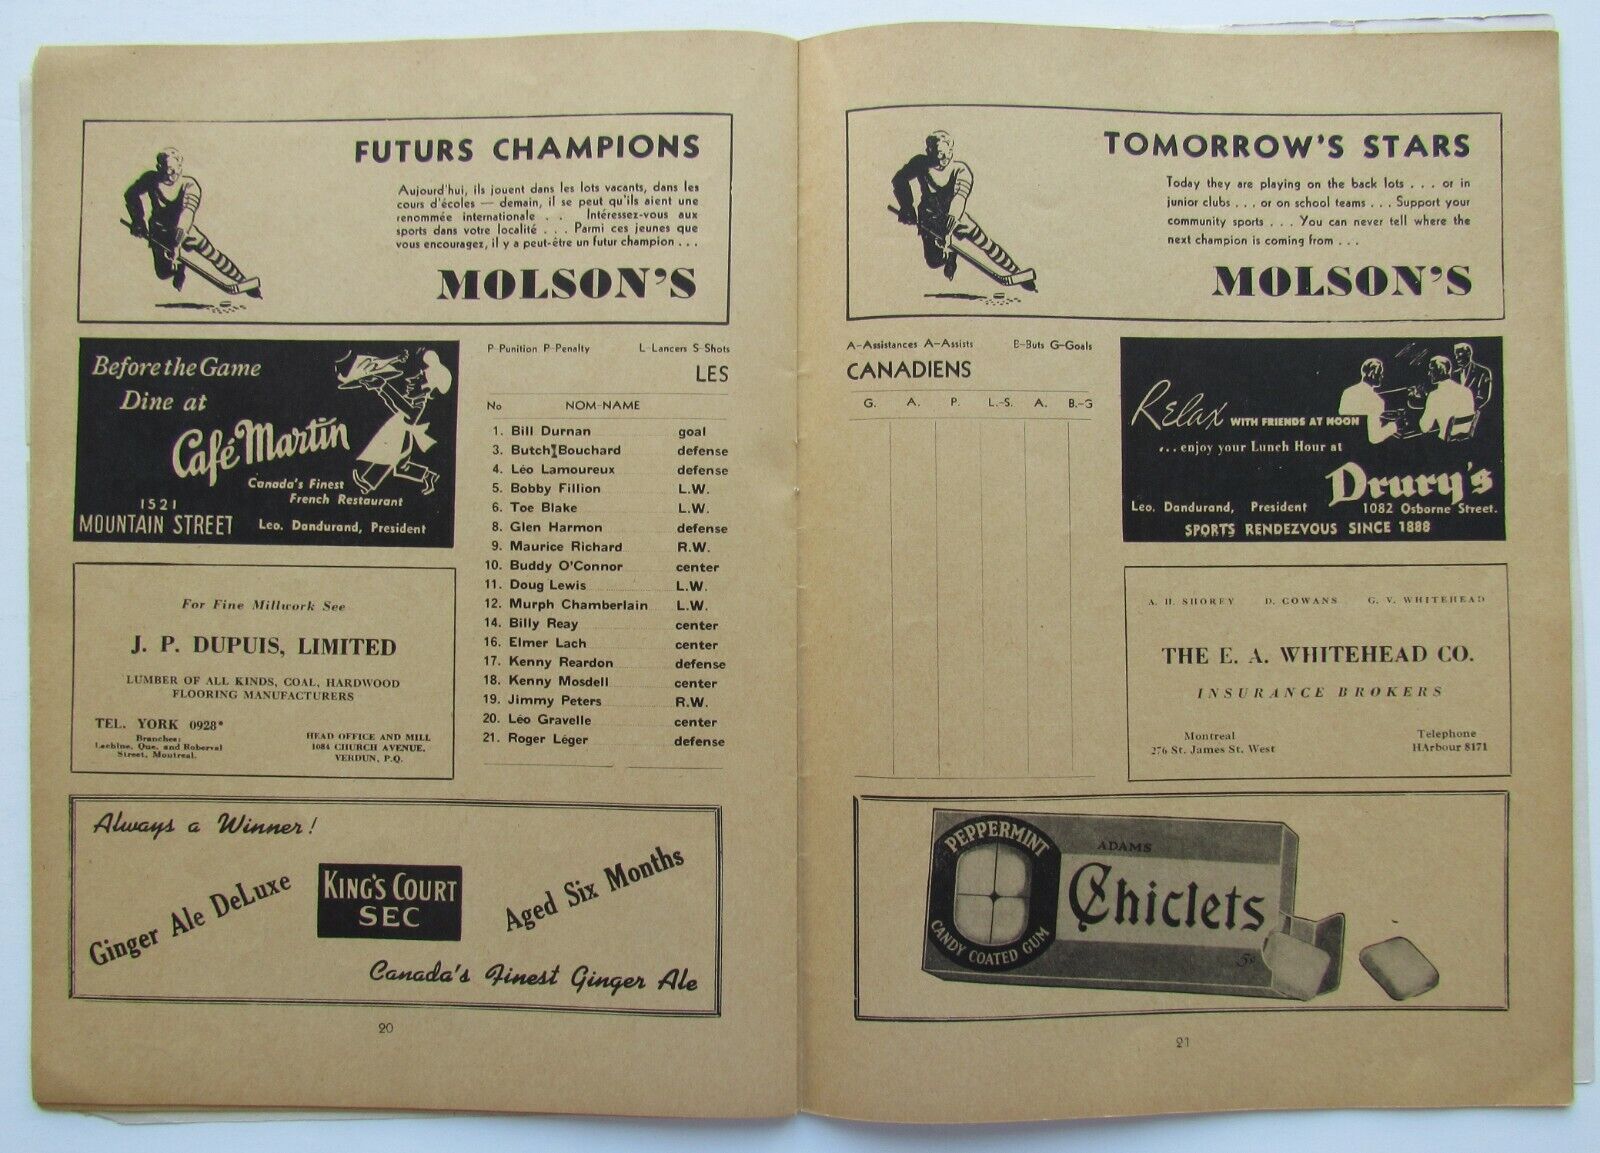 FUTURS CHAMPIONS
Aujourd'hui, ils jouent dans les lots vacants, dans les
cours d'écoles — demain, il se peut qu'ils aient une
renommée internationale . . Intéressez-vous aux
sports dans votre localité . . . Parmi ces jeunes que
vous encouragez, il y a peut-être un futur champion . . .
MOLSON'S
Before the Game
Dine at
Café Martin
Canada's Finest
French Restaurant
1521
MOUNTAIN STREET
Leo. Dandurand, President
P-Punition P-Penalty L-Lancers S-Shots
LES
No NOM-NAME
1. Bill Durnan goal
3. Butch Bouchard defense
4. Léo Lamoureux defense
5. Bobby Fillion L.W.
6. Toe Blake L.W.
8. Glen Harmon defense
9. Maurice Richard R.W.
10. Buddy O'Connor center
11. Doug Lewis L.W.
12. Murph Chamberlain L.W.
14. Billy Reay center
16. Elmer Lach center
17. Kenny Reardon defense
18. Kenny Mosdell center
19. Jimmy Peters R.W.
20. Léo Gravelle center
21. Roger Léger defense
For Fine Millwork See
J. P. DUPUIS, LIMITED
LUMBER OF ALL KINDS, COAL, HARDWOOD
FLOORING MANUFACTURERS
TEL. YORK 0928*
Branches:
Lachine, Que. and Roberval
Street, Montreal.
HEAD OFFICE AND MILL
1084 CHURCH AVENUE,
VERDUN, P.Q.
Always a Winner!
Ginger Ale DeLuxe
KING'S COURT
SEC
Aged Six Months
Canada's Finest Ginger Ale
20
TOMORROW'S STARS
Today they are playing on the back lots . . . or in
junior clubs . . . or on school teams . . . Support your
community sports . . . You can never tell where the
next champion is coming from . . .
MOLSON'S
A-Assistances A-Assists B-Buts G-Goals
CANADIENS
G. A. P. L.-S. A. B.-G
Relax WITH FRIENDS AT NOON
. . . enjoy your Lunch Hour at
Drury's
Leo. Dandurand, President
1082 Osborne Street.
SPORTS RENDEZVOUS SINCE 1888
A. H. SHOREY D. COWANS G. V. WHITEHEAD
THE E. A. WHITEHEAD CO.
INSURANCE BROKERS
Montreal
276 St. James St. West
Telephone
HArbour 8171
PEPPERMINT
CANDY COATED GUM
ADAMS
Chiclets
5¢
21